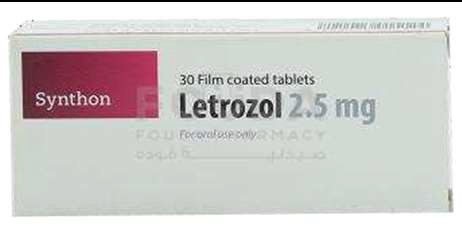 30 Film coated tablets
Synthon
Letrozol 2.5 mg
For oral use only